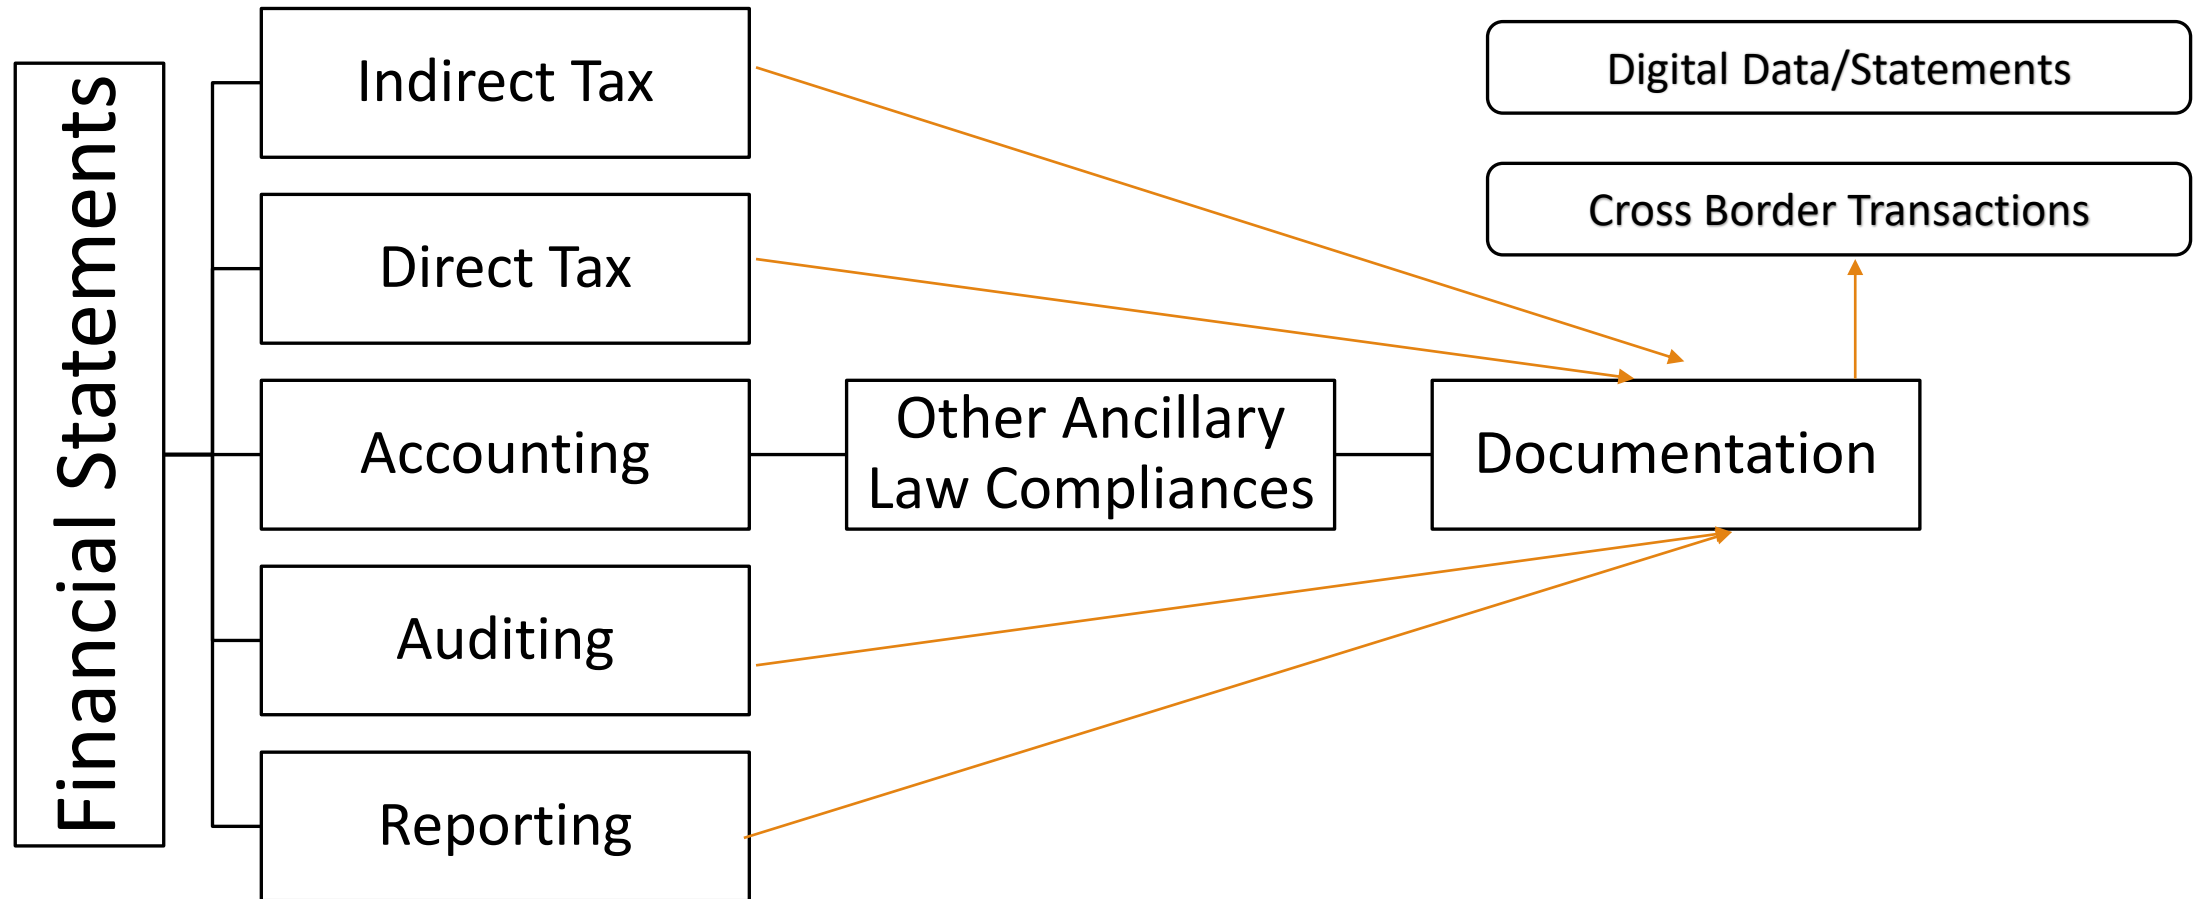 Financial Statements
Indirect Tax
Direct Tax
Accounting
Auditing
Reporting
Other Ancillary
Law Compliances
Documentation
Digital Data/Statements
Cross Border Transactions